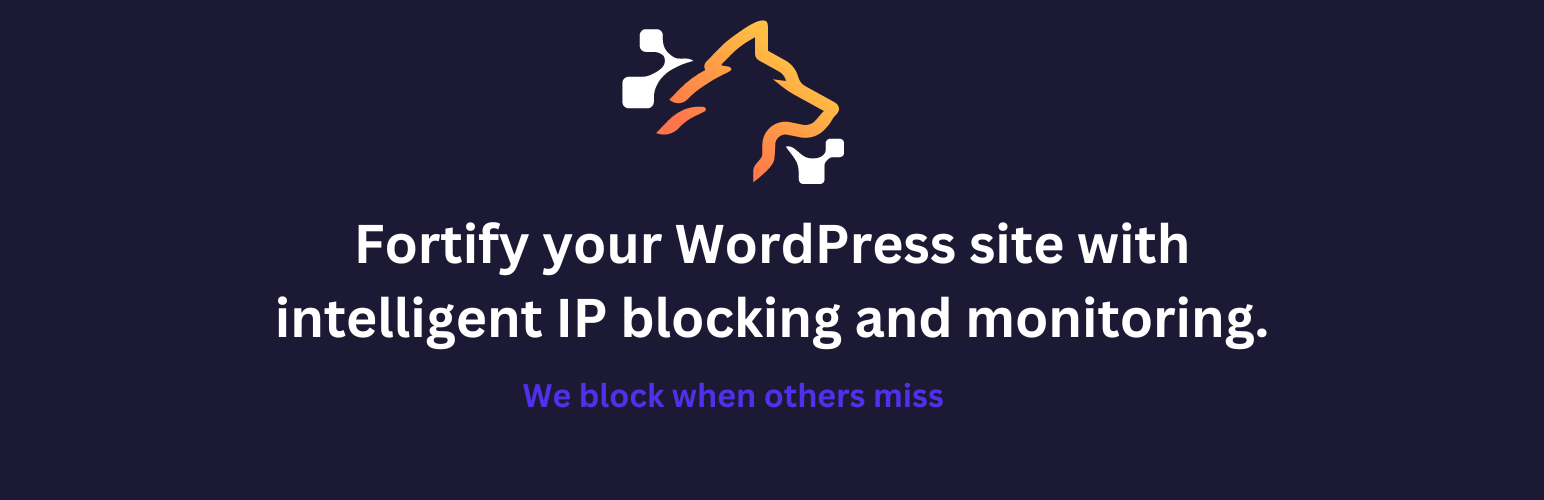 Fortify your WordPress site with
intelligent IP blocking and monitoring.
We block when others miss